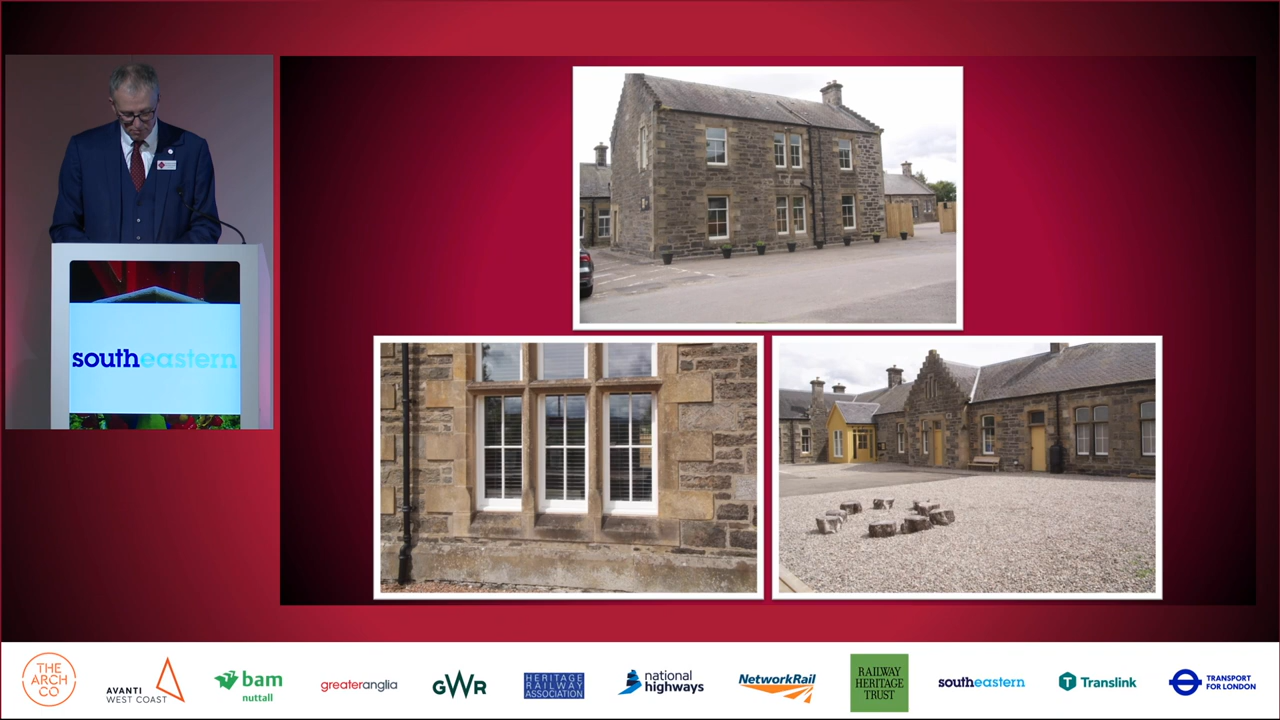 southeastern
THE
ARCH
CO
AVANTI
WEST COAST
bam
nuttall
greateranglia
GWR
HERITAGE
RAILWAY
ASSOCIATION
national
highways
NetworkRail
RAILWAY
HERITAGE
TRUST
southeastern
Translink
TRANSPORT
FOR LONDON